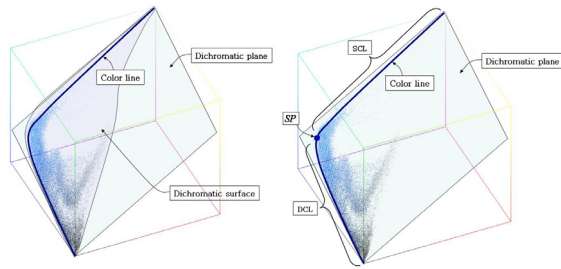 Dichromatic plane
Color line
Dichromatic surface
SCL
Dichromatic plane
Color line
SP
DCL